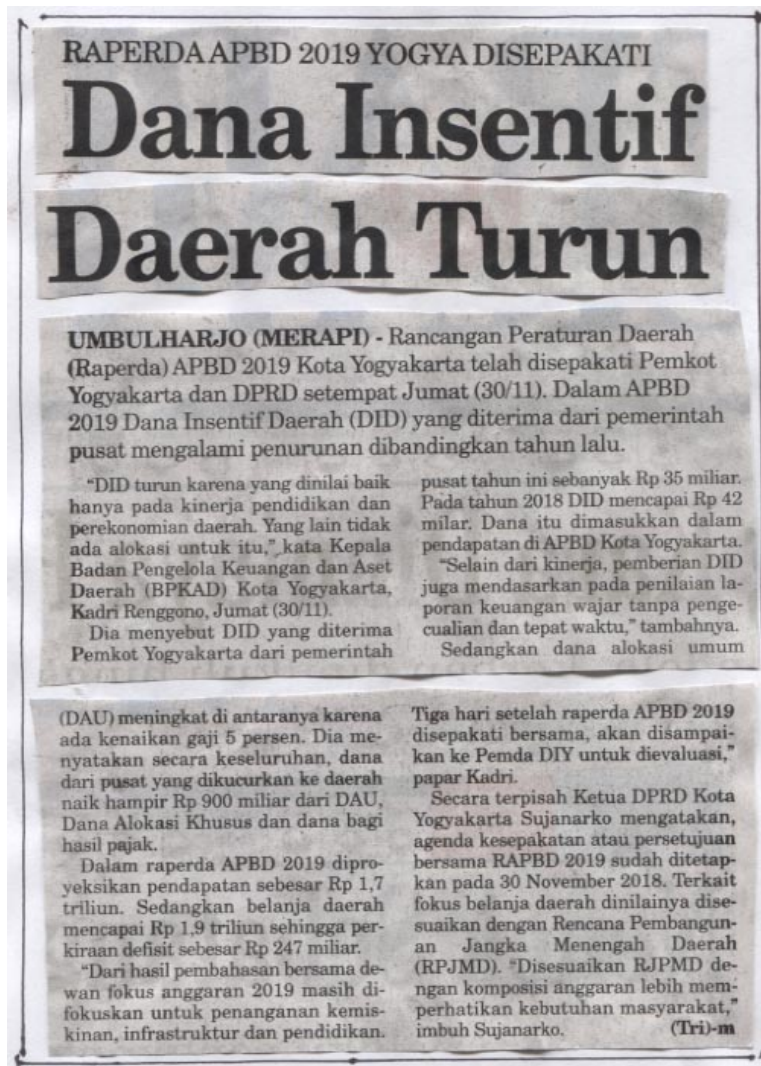 RAPERDA APBD 2019 YOGYA DISEPAKATI
Dana Insentif
Daerah Turun
UMBULHARJO (MERAPI) - Rancangan Peraturan Daerah
(Raperda) APBD 2019 Kota Yogyakarta telah disepakati Pemkot
Yogyakarta dan DPRD setempat Jumat (30/11). Dalam APBD
2019 Dana Insentif Daerah (DID) yang diterima dari pemerintah
pusat mengalami penurunan dibandingkan tahun lalu.
"DID turun karena yang dinilai baik
hanya pada kinerja pendidikan dan
perekonomian daerah. Yang lain tidak
ada alokasi untuk itu," kata Kepala
Badan Pengelola Keuangan dan Aset
Daerah (BPKAD) Kota Yogyakarta,
Kadri Renggono, Jumat (30/11).
Dia menyebut DID yang diterima
Pemkot Yogyakarta dari pemerintah
pusat tahun ini sebanyak Rp 35 miliar.
Pada tahun 2018 DID mencapai Rp 42
milar. Dana itu dimasukkan dalam
pendapatan di APBD Kota Yogyakarta.
"Selain dari kinerja, pemberian DID
juga mendasarkan pada penilaian la-
poran keuangan wajar tanpa penge-
cualian dan tepat waktu," tambahnya.
Sedangkan dana alokasi umum
(DAU) meningkat di antaranya karena
ada kenaikan gaji 5 persen. Dia me-
nyatakan secara keseluruhan, dana
dari pusat yang dikucurkan ke daerah
naik hampir Rp 900 miliar dari DAU,
Dana Alokasi Khusus dan dana bagi
hasil pajak.
Dalam raperda APBD 2019 dipro-
yeksikan pendapatan sebesar Rp 1,7
triliun. Sedangkan belanja daerah
mencapai Rp 1,9 triliun sehingga per-
kiraan defisit sebesar Rp 247 miliar.
"Dari hasil pembahasan bersama de-
wan fokus anggaran 2019 masih di-
fokuskan untuk penanganan kemis-
kinan, infrastruktur dan pendidikan.
Tiga hari setelah raperda APBD 2019
disepakati bersama, akan disampai-
kan ke Pemda DIY untuk dievaluasi,"
papar Kadri.
Secara terpisah Ketua DPRD Kota
Yogyakarta Sujanarko mengatakan,
agenda kesepakatan atau persetujuan
bersama RAPBD 2019 sudah ditetap-
kan pada 30 November 2018. Terkait
fokus belanja daerah dinilainya dise-
suaikan dengan Rencana Pembangun-
an Jangka Menengah Daerah
(RPJMD). "Disesuaikan RJPMD de-
ngan komposisi anggaran lebih mem-
perhatikan kebutuhan masyarakat,"
imbuh Sujanarko. (Tri)-m